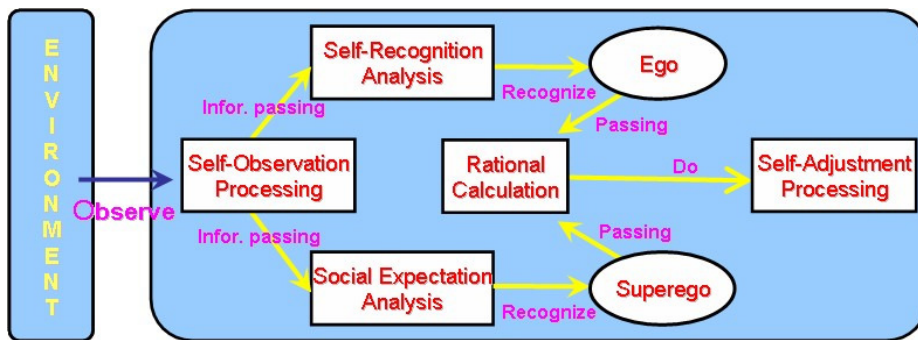 ENVIRONMENT
Observe
Self-Observation
Processing
Infor. passing
Infor. passing
Self-Recognition
Analysis
Social Expectation
Analysis
Recognize
Recognize
Ego
Superego
Passing
Passing
Rational
Calculation
Do
Self-Adjustment
Processing